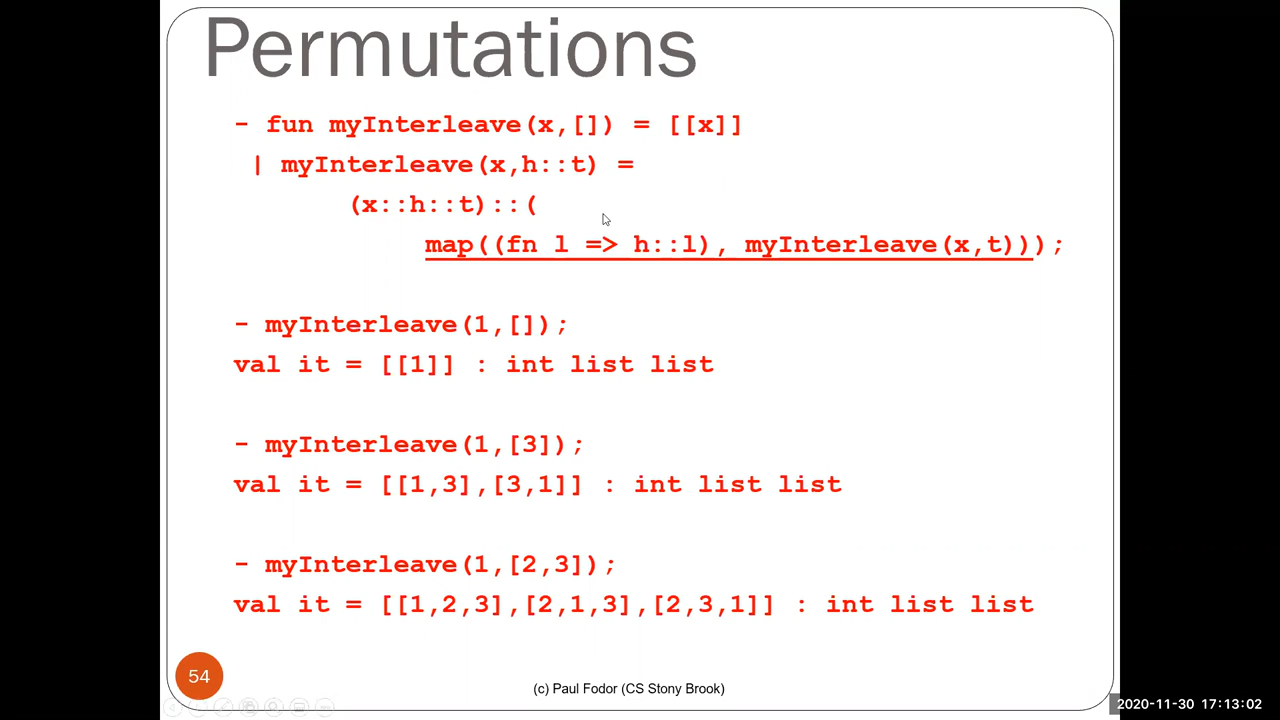 Permutations
- fun myInterleave(x,[]) = [[x]]
| myInterleave(x,h::t) =
(x::h::t)::(
map((fn l => h::l), myInterleave(x,t)));
- myInterleave(1,[]);
val it = [[1]] : int list list
- myInterleave(1,[3]);
val it = [[1,3],[3,1]] : int list list
- myInterleave(1,[2,3]);
val it = [[1,2,3],[2,1,3],[2,3,1]] : int list list
54
(c) Paul Fodor (CS Stony Brook)
2020-11-30 17:13:02